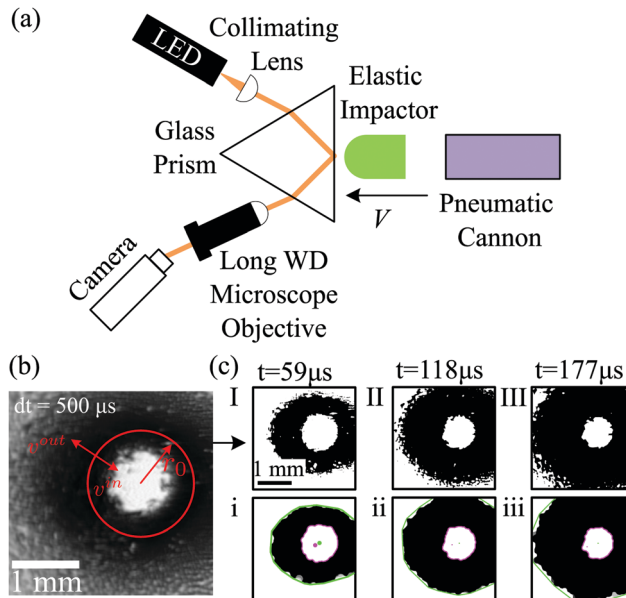 (a)
LED
Collimating
Lens
Elastic
Impactor
Glass
Prism
V
Pneumatic
Cannon
Camera
Long WD
Microscope
Objective
(b)
dt = 500 μs
v^out
v^in
r_0
1 mm
(c)
t=59μs
t=118μs
t=177μs
I
II
III
1 mm
i
ii
iii